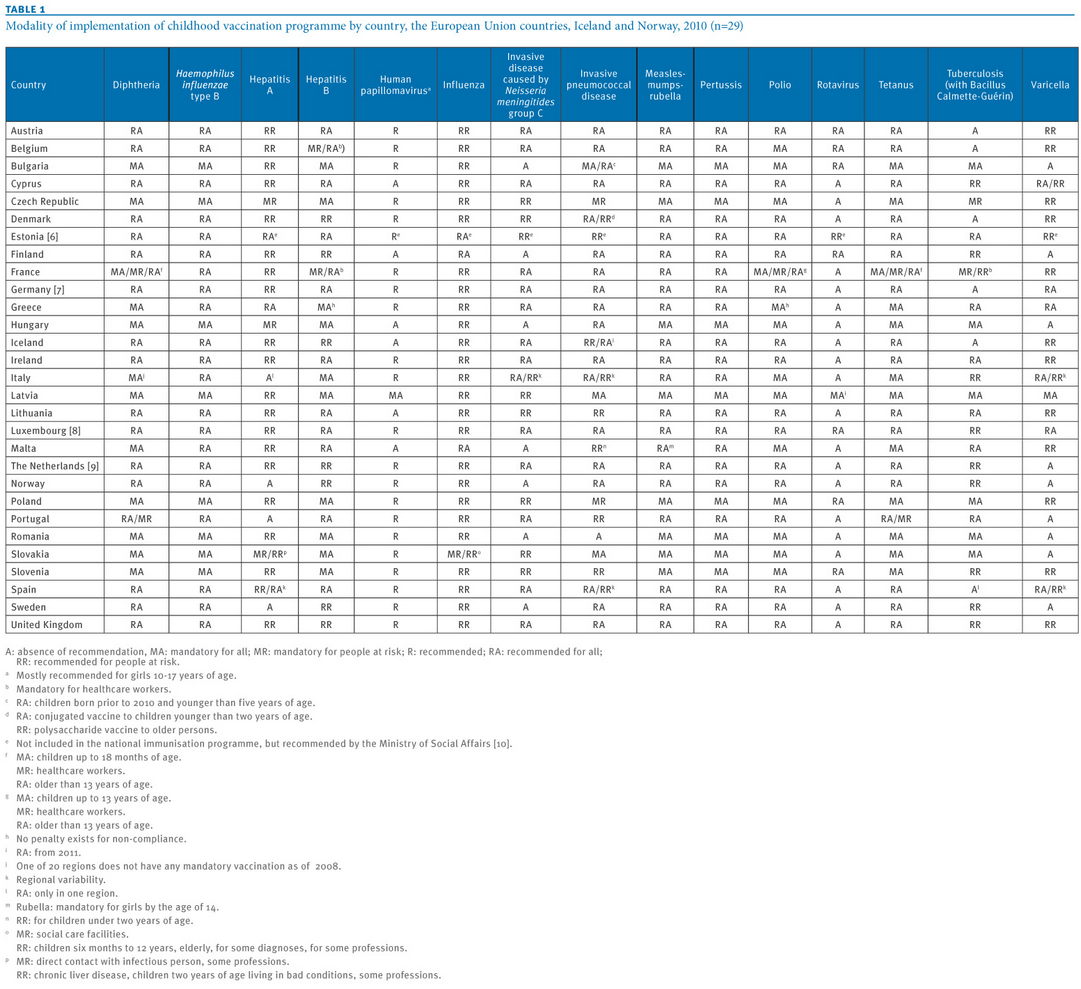 TABLE 1
Modality of implementation of childhood vaccination programme by country, the European Union countries, Iceland and Norway, 2010 (n=29)
Country Diphtheria Haemophilus influenzae type B Hepatitis A Hepatitis B Human papillomavirusᵃ Influenza Invasive disease caused by Neisseria meningitides group C Invasive pneumococcal disease Measles-mumps-rubella Pertussis Polio Rotavirus Tetanus Tuberculosis (with Bacillus Calmette-Guérin) Varicella
Austria RA RA RR RA R RR RA RA RA RA RA RA RA A RR
Belgium RA RA RR MR/RAᵇ) R RR RA RA RA RA MA RA RA A RR
Bulgaria MA MA RR MA R RR A MA/RAᶜ MA MA MA RA MA MA A
Cyprus RA RA RR RA A RR RA RA RA RA RA A RA RR RA/RR
Czech Republic MA MA MR MA R RR RR MR MA MA MA A MA MR RR
Denmark RA RA RR RR R RR RR RA/RRᵈ RA RA RA A RA A RR
Estonia [6] RA RA RAᵉ RA Rᵉ RAᵉ RRᵉ RRᵉ RA RA RA RRᵉ RA RA RRᵉ
Finland RA RA RR RR A RA A RA RA RA RA RA RA RR A
France MA/MR/RAᶠ RA RR MR/RAᵇ R RR RA RA RA RA MA/MR/RAᵍ A MA/MR/RAᶠ MR/RRᵇ RR
Germany [7] RA RA RR RA R RR RA RA RA RA RA A RA A RA
Greece MA RA RA MAʰ R RR RA RA RA RA MAʰ A MA RA RA
Hungary MA MA MR MA A RR A RA MA MA MA A MA MA A
Iceland RA RA RR RR A RR RA RR/RAⁱ RA RA RA A RA A RR
Ireland RA RA RR RA R RR RA RA RA RA RA A RA RA RR
Italy MAʲ RA Aʲ MA R RR RA/RRᵏ RA/RRᵏ RA RA MA A MA RR RA/RRᵏ
Latvia MA MA RR MA MA RR RR MA MA MA MA MAʲ MA MA MA
Lithuania RA RA RR RA A RR RR RR RA RA RA A RA RA RR
Luxembourg [8] RA RA RR RA R RR RA RA RA RA RA RA RA RR RA
Malta MA RA RR RA A RA A RRⁿ RAᵐ RA MA A MA RA RR
The Netherlands [9] RA RA RR RR R RR RA RA RA RA RA A RA RR A
Norway RA RA A RR R RR A RA RA RA RA A RA RR A
Poland MA MA RR MA R RR RR MR MA MA MA RA MA MA RR
Portugal RA/MR RA A RA R RR RA RR RA RA RA A RA/MR RA A
Romania MA MA RR MA R RR A A MA MA MA A MA MA A
Slovakia MA MA MR/RRᵖ MA R MR/RRᵒ RR MA MA MA MA A MA MA A
Slovenia MA MA RR MA R RR RR RR MA MA MA RA MA RR RR
Spain RA RA RR/RAᵏ RA R RR RA RA/RRᵏ RA RA RA A RA Aˡ RA/RRᵏ
Sweden RA RA A RR R RR A RA RA RA RA A RA RR A
United Kingdom RA RA RR RR R RR RA RA RA RA RA A RA RR RR
A: absence of recommendation, MA: mandatory for all; MR: mandatory for people at risk; R: recommended; RA: recommended for all;
RR: recommended for people at risk.
ᵃ Mostly recommended for girls 10-17 years of age.
ᵇ Mandatory for healthcare workers.
ᶜ RA: children born prior to 2010 and younger than five years of age.
ᵈ RA: conjugated vaccine to children younger than two years of age.
RR: polysaccharide vaccine to older persons.
ᵉ Not included in the national immunisation programme, but recommended by the Ministry of Social Affairs [10].
ᶠ MA: children up to 18 months of age.
MR: healthcare workers.
RA: older than 13 years of age.
ᵍ MA: children up to 13 years of age.
MR: healthcare workers.
RA: older than 13 years of age.
ʰ No penalty exists for non-compliance.
ⁱ RA: from 2011.
ʲ One of 20 regions does not have any mandatory vaccination as of 2008.
ᵏ Regional variability.
ˡ RA: only in one region.
ᵐ Rubella: mandatory for girls by the age of 14.
ⁿ RR: for children under two years of age.
ᵒ MR: social care facilities.
RR: children six months to 12 years, elderly, for some diagnoses, for some professions.
ᵖ MR: direct contact with infectious person, some professions.
RR: chronic liver disease, children two years of age living in bad conditions, some professions.